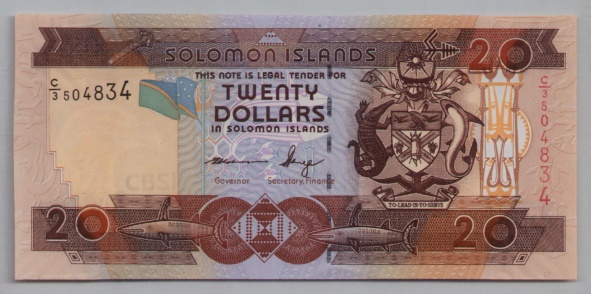 SOLOMON ISLANDS
20
THIS NOTE IS LEGAL TENDER FOR
C/3 504834
TWENTY
DOLLARS
IN SOLOMON ISLANDS
C/3 504834
Governor Secretary, Finance
TO LEAD IS TO SERVE
20
20